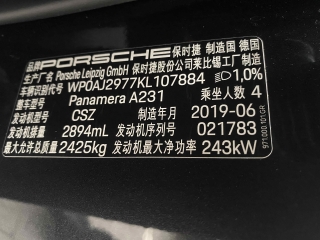 品牌 PORSCHE 保时捷 制造国 德国
生产厂名 Porsche Leipzig GmbH 保时捷股份公司莱比锡工厂制造
车辆识别代号 WP0AJ2977KL107884 1,0%
整车型号 Panamera A231 乘坐人数 4
发动机型号 CSZ 制造年月 2019-06
发动机排量 2894mL 发动机序号 021783
最大允许总质量 2425kg 发动机最大净功率 243kW
971.000.101 GR